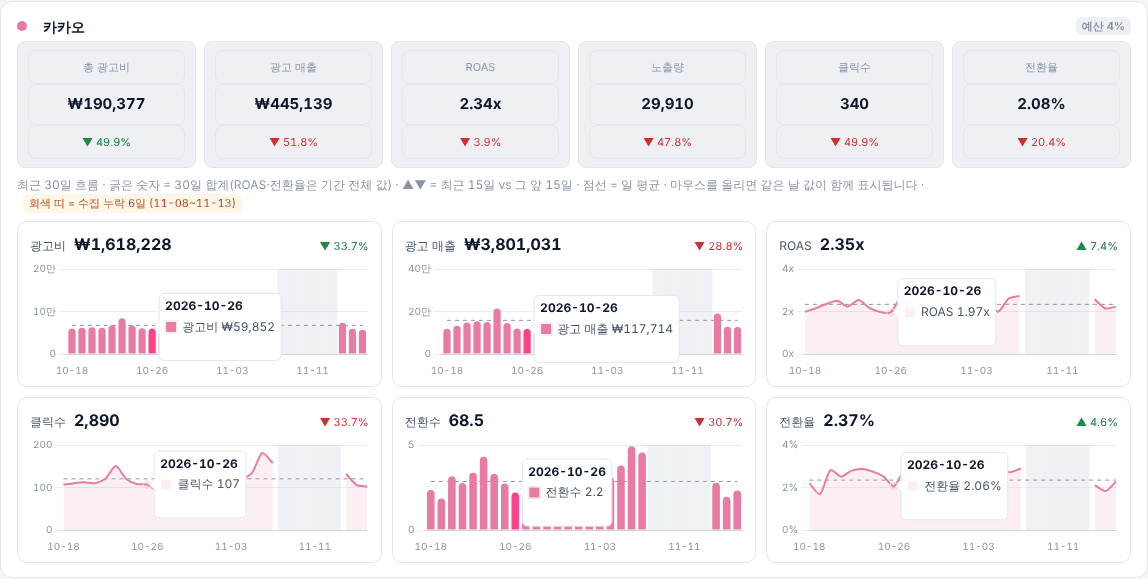 카카오
예산 4%
총 광고비
광고 매출
ROAS
노출량
클릭수
전환율
₩190,377
₩445,139
2.34x
29,910
340
2.08%
▼ 49.9%
▼ 51.8%
▼ 3.9%
▼ 47.8%
▼ 49.9%
▼ 20.4%
최근 30일 흐름 · 굵은 숫자 = 30일 합계(ROAS·전환율은 기간 전체 값) · ▲▼ = 최근 15일 vs 그 앞 15일 · 점선 = 일 평균 · 마우스를 올리면 같은 날 값이 함께 표시됩니다 ·
회색 띠 = 수집 누락 6일 (11-08~11-13)
광고비 ₩1,618,228
▼ 33.7%
20만
10만
0
2026-10-26
광고비 ₩59,852
10-18
10-26
11-03
11-11
광고 매출 ₩3,801,031
▼ 28.8%
40만
20만
0
2026-10-26
광고 매출 ₩117,714
10-18
10-26
11-03
11-11
ROAS 2.35x
▲ 7.4%
4x
2x
0x
2026-10-26
ROAS 1.97x
10-18
10-26
11-03
11-11
클릭수 2,890
▼ 33.7%
200
100
0
2026-10-26
클릭수 107
10-18
10-26
11-03
11-11
전환수 68.5
▼ 30.7%
5
0
2026-10-26
전환수 2.2
10-18
10-26
11-03
11-11
전환율 2.37%
▲ 4.6%
4%
2%
0%
2026-10-26
전환율 2.06%
10-18
10-26
11-03
11-11